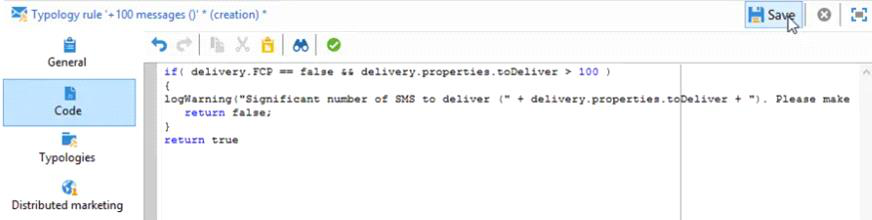 Typology rule '+100 messages ()' * (creation) *
Save
General
Code
Typologies
Distributed marketing
if( delivery.FCP == false && delivery.properties.toDeliver > 100 )
{
logWarning("Significant number of SMS to deliver (" + delivery.properties.toDeliver + "). Please make
return false;
}
return true